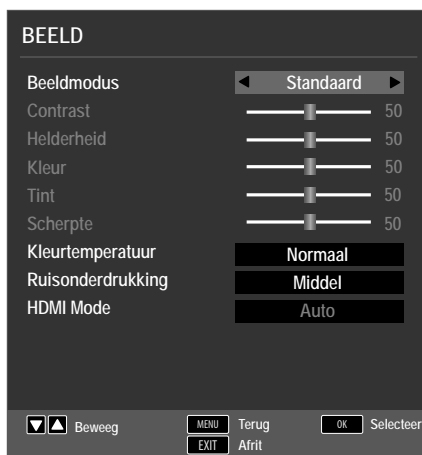 BEELD
Beeldmodus Standaard
Contrast 50
Helderheid 50
Kleur 50
Tint 50
Scherpte 50
Kleurtemperatuur Normaal
Ruisonderdrukking Middel
HDMI Mode Auto
Beweeg MENU Terug OK Selecteer
EXIT Afrit